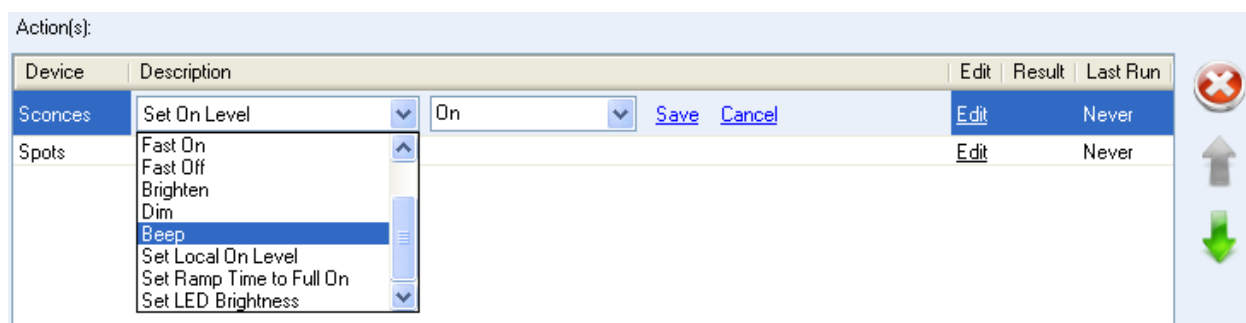 Action(s):
Device Description Edit Result Last Run
Sconces Set On Level On Save Cancel Edit Never
Spots Edit Never
Fast On
Fast Off
Brighten
Dim
Beep
Set Local On Level
Set Ramp Time to Full On
Set LED Brightness